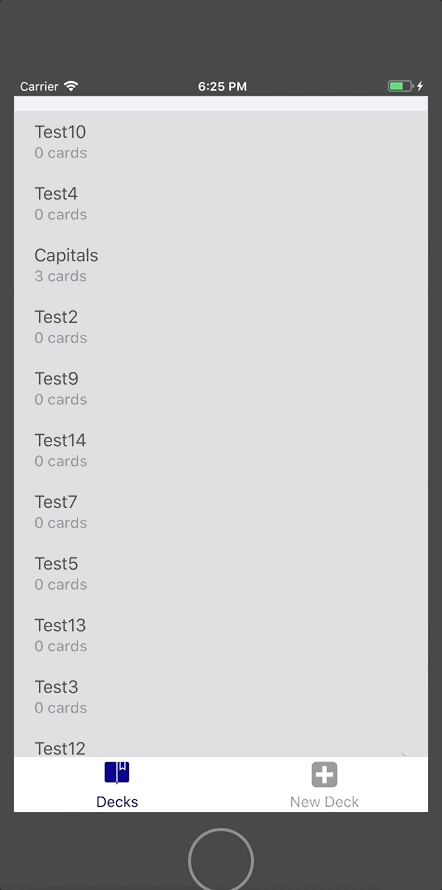 Carrier 6:25 PM
Test10
0 cards
Test4
0 cards
Capitals
3 cards
Test2
0 cards
Test9
0 cards
Test14
0 cards
Test7
0 cards
Test5
0 cards
Test13
0 cards
Test3
0 cards
Test12
Decks New Deck